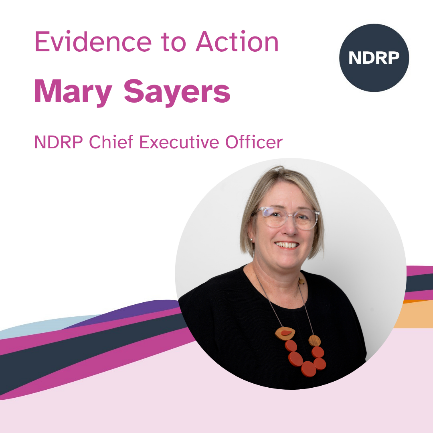 Evidence to Action
NDRP
Mary Sayers
NDRP Chief Executive Officer